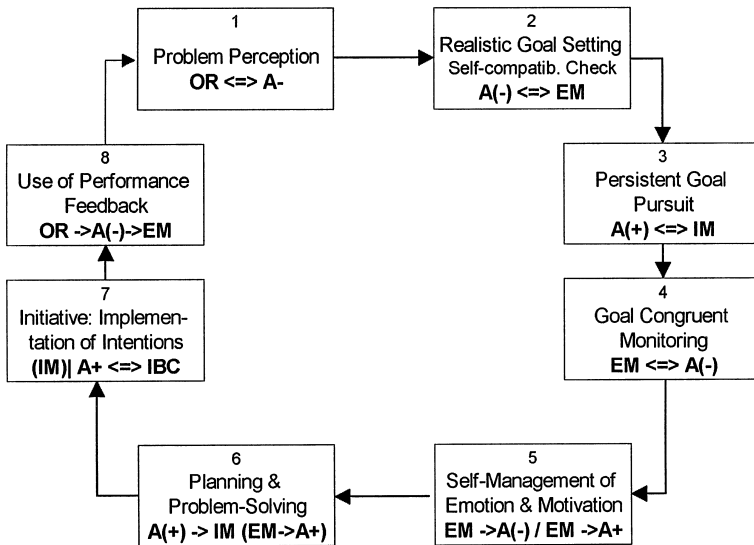 1
Problem Perception
OR <=> A-
2
Realistic Goal Setting
Self-compatib. Check
A(-) <=> EM
3
Persistent Goal
Pursuit
A(+) <=> IM
4
Goal Congruent
Monitoring
EM <=> A(-)
5
Self-Management of
Emotion & Motivation
EM ->A(-) / EM ->A+
6
Planning &
Problem-Solving
A(+) -> IM (EM->A+)
7
Initiative: Implemen-
tation of Intentions
(IM)| A+ <=> IBC
8
Use of Performance
Feedback
OR ->A(-)->EM